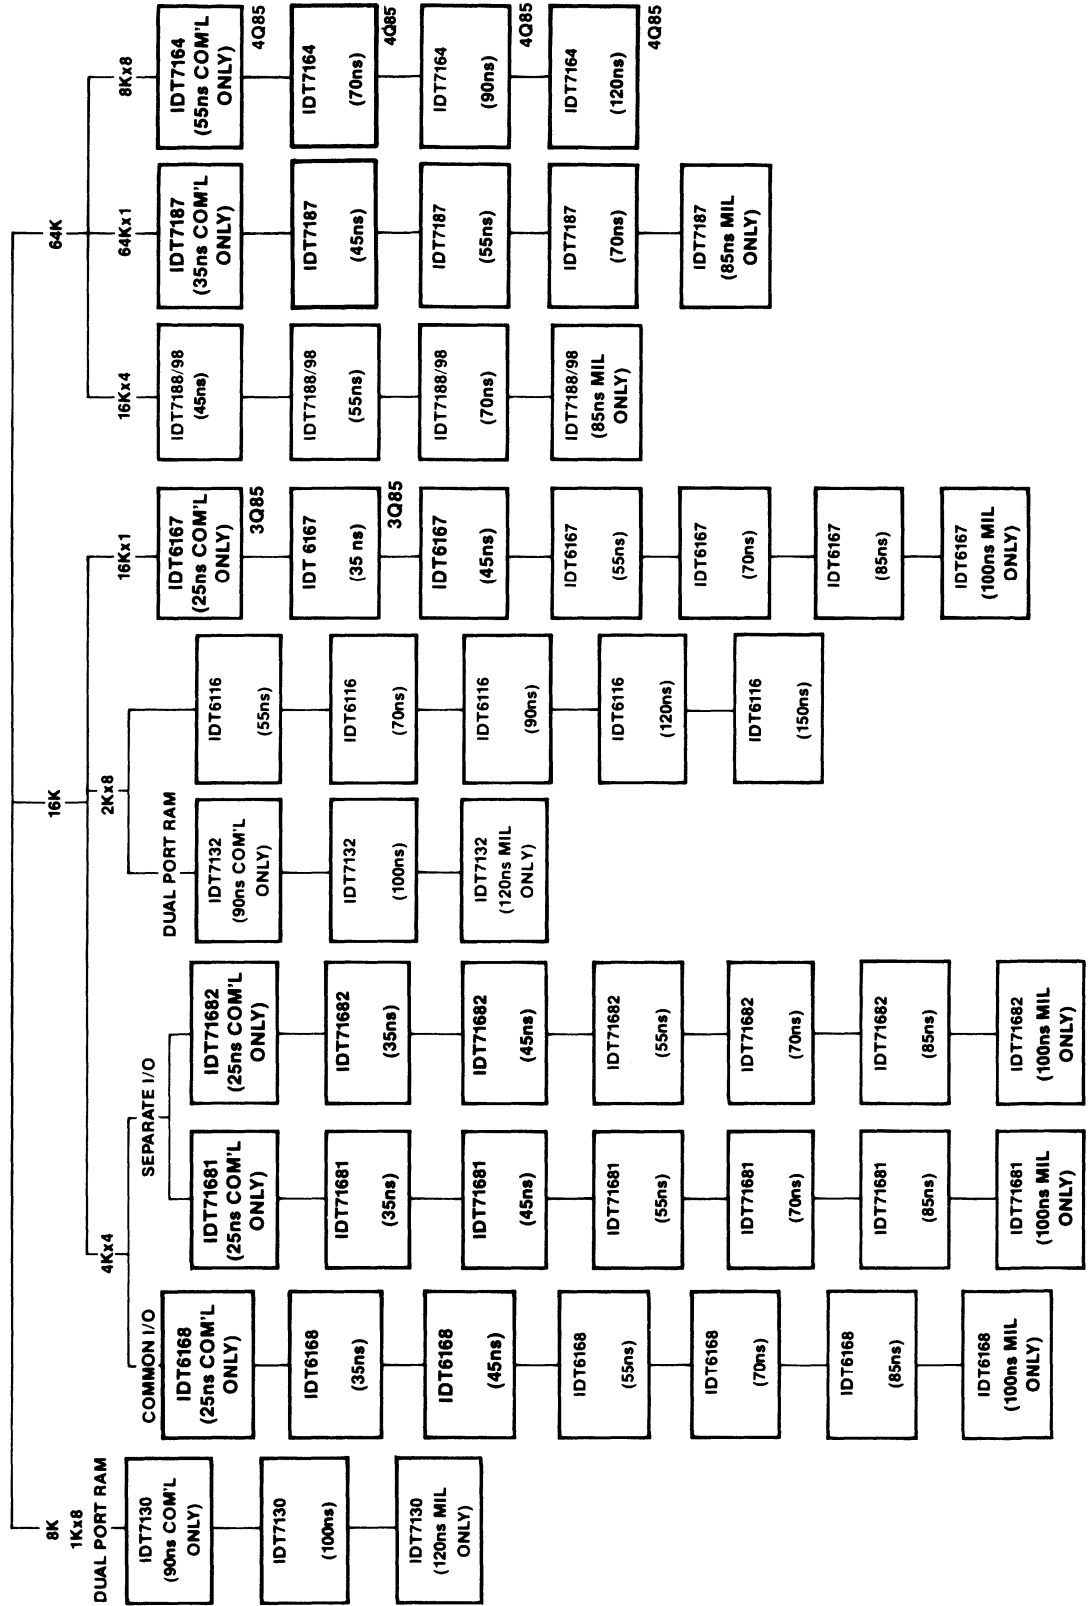 8K
1Kx8
DUAL PORT RAM
IDT7130
(90ns COM'L
ONLY)
IDT7130
(100ns)
IDT7130
(120ns MIL
ONLY)
16K
4Kx4
COMMON I/O
IDT6168
(25ns COM'L
ONLY)
IDT6168
(35ns)
IDT6168
(45ns)
IDT6168
(55ns)
IDT6168
(70ns)
IDT6168
(85ns)
IDT6168
(100ns MIL
ONLY)
SEPARATE I/O
IDT71681
(25ns COM'L
ONLY)
IDT71681
(35ns)
IDT71681
(45ns)
IDT71681
(55ns)
IDT71681
(70ns)
IDT71681
(85ns)
IDT71681
(100ns MIL
ONLY)
IDT71682
(25ns COM'L
ONLY)
IDT71682
(35ns)
IDT71682
(45ns)
IDT71682
(55ns)
IDT71682
(70ns)
IDT71682
(85ns)
IDT71682
(100ns MIL
ONLY)
2Kx8
DUAL PORT RAM
IDT7132
(90ns COM'L
ONLY)
IDT7132
(100ns)
IDT7132
(120ns MIL
ONLY)
IDT6116
(55ns)
IDT6116
(70ns)
IDT6116
(90ns)
IDT6116
(120ns)
IDT6116
(150ns)
16Kx1
IDT6167
(25ns COM'L
ONLY)
3Q85
IDT 6167
(35 ns)
3Q85
IDT6167
(45ns)
IDT6167
(55ns)
IDT6167
(70ns)
IDT6167
(85ns)
IDT6167
(100ns MIL
ONLY)
64K
16Kx4
IDT7188/98
(45ns)
IDT7188/98
(55ns)
IDT7188/98
(70ns)
IDT7188/98
(85ns MIL
ONLY)
64Kx1
IDT7187
(35ns COM'L
ONLY)
IDT7187
(45ns)
IDT7187
(55ns)
IDT7187
(70ns)
IDT7187
(85ns MIL
ONLY)
8Kx8
IDT7164
(55ns COM'L
ONLY)
4Q85
IDT7164
(70ns)
4Q85
IDT7164
(90ns)
4Q85
IDT7164
(120ns)
4Q85